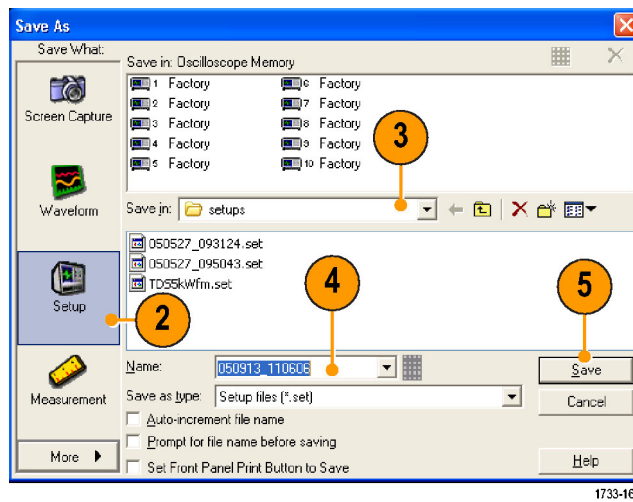 Save As
Save What:
Save in: Oscilloscope Memory
1 Factory
2 Factory
3 Factory
4 Factory
5 Factory
6 Factory
7 Factory
8 Factory
9 Factory
10 Factory
Screen Capture
Waveform
Setup
Measurement
More
3
Save in: setups
050527_093124.set
050527_095043.set
TDS5kWfm.set
2
4
5
Name: 050913_110606
Save
Save as type: Setup files (*.set)
Cancel
Auto-increment file name
Prompt for file name before saving
Set Front Panel Print Button to Save
Help
1733-16